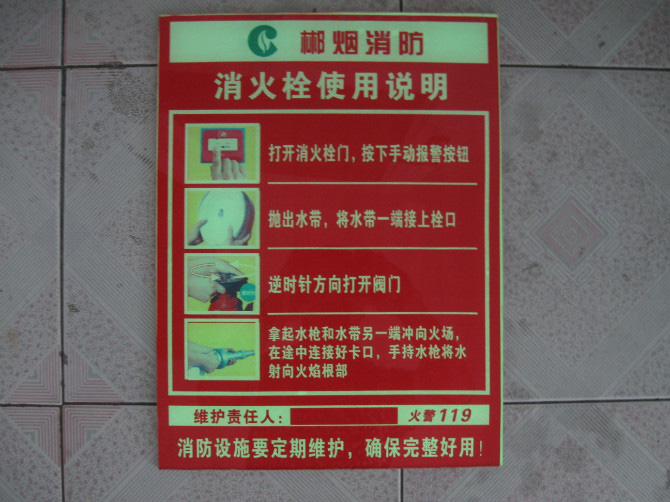 郴烟消防
消火栓使用说明
打开消火栓门，按下手动报警按钮
抛出水带，将水带一端接上栓口
逆时针方向打开阀门
拿起水枪和水带另一端冲向火场，
在途中连接好卡口，手持水枪将水
射向火焰根部
维护责任人： 火警119
消防设施要定期维护，确保完整好用！